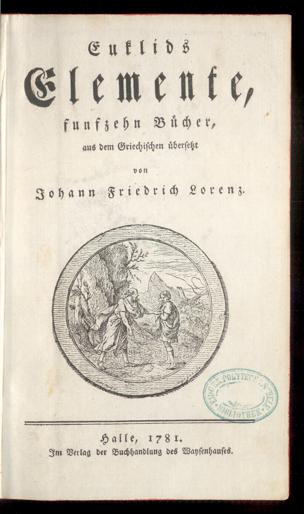 Euklids
Elemente,
funfzehn Bücher,
aus dem Griechischen übersetzt
von
Johann Friedrich Lorenz.
BIBLIOTHEK
Halle, 1781.
Im Verlag der Buchhandlung des Waysenhauses.